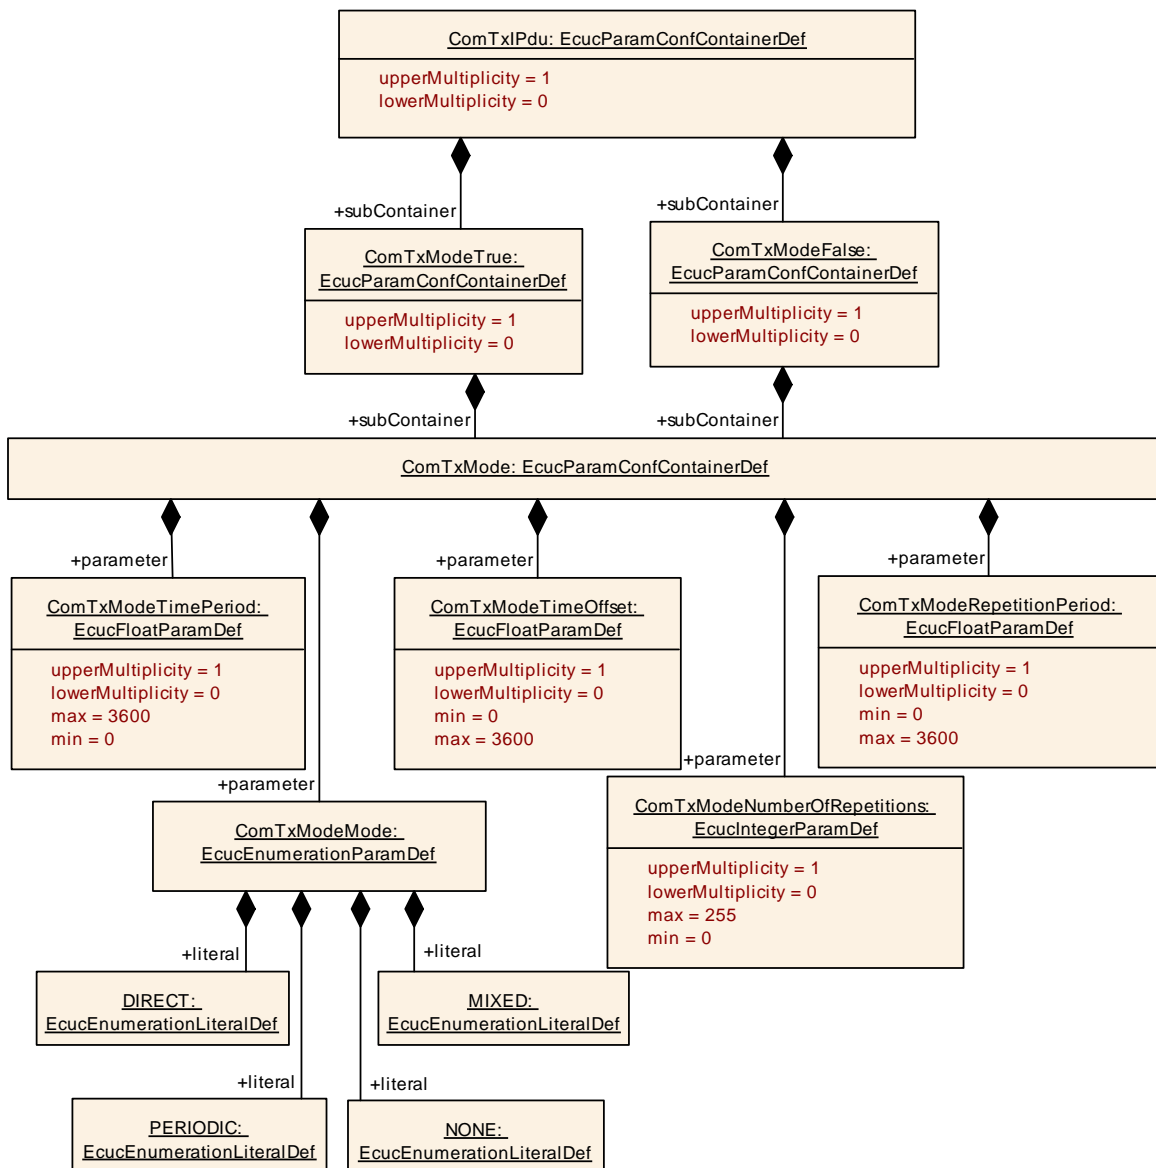 ComTxIPdu: EcucParamConfContainerDef
upperMultiplicity = 1
lowerMultiplicity = 0
+subContainer
+subContainer
ComTxModeTrue:
EcucParamConfContainerDef
upperMultiplicity = 1
lowerMultiplicity = 0
ComTxModeFalse:
EcucParamConfContainerDef
upperMultiplicity = 1
lowerMultiplicity = 0
+subContainer
+subContainer
ComTxMode: EcucParamConfContainerDef
+parameter
+parameter
+parameter
ComTxModeTimePeriod:
EcucFloatParamDef
upperMultiplicity = 1
lowerMultiplicity = 0
max = 3600
min = 0
ComTxModeTimeOffset:
EcucFloatParamDef
upperMultiplicity = 1
lowerMultiplicity = 0
min = 0
max = 3600
ComTxModeRepetitionPeriod:
EcucFloatParamDef
upperMultiplicity = 1
lowerMultiplicity = 0
min = 0
max = 3600
+parameter
+parameter
ComTxModeMode:
EcucEnumerationParamDef
ComTxModeNumberOfRepetitions:
EcucIntegerParamDef
upperMultiplicity = 1
lowerMultiplicity = 0
max = 255
min = 0
+literal
+literal
DIRECT:
EcucEnumerationLiteralDef
MIXED:
EcucEnumerationLiteralDef
+literal
+literal
PERIODIC:
EcucEnumerationLiteralDef
NONE:
EcucEnumerationLiteralDef